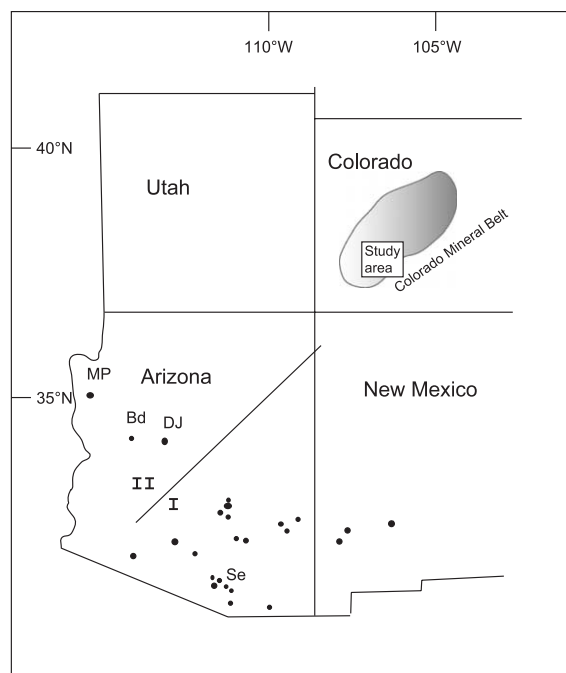 110°W
105°W
40°N
Colorado
Utah
Study
area
Colorado Mineral Belt
MP
Arizona
New Mexico
35°N
Bd
DJ
II
I
Se